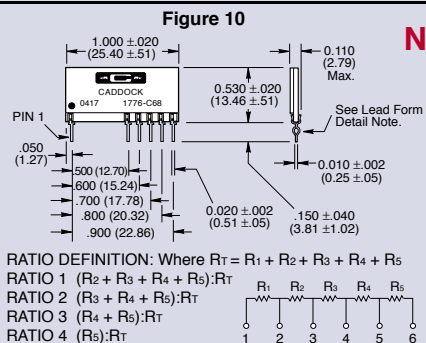 Figure 10
N
1.000 ±.020
(25.40 ±.51)
0.110
(2.79)
Max.
CADDOCK
0417 1776-C68
0.530 ±.020
(13.46 ±.51)
PIN 1
See Lead Form
Detail Note.
.050
(1.27)
.500 (12.70)
.600 (15.24)
.700 (17.78)
.800 (20.32)
.900 (22.86)
0.020 ±.002
(0.51 ±.05)
0.010 ±.002
(0.25 ±.05)
.150 ±.040
(3.81 ±1.02)
RATIO DEFINITION: Where RT = R1 + R2 + R3 + R4 + R5
RATIO 1 (R2 + R3 + R4 + R5):RT
RATIO 2 (R3 + R4 + R5):RT
RATIO 3 (R4 + R5):RT
RATIO 4 (R5):RT
R1 R2 R3 R4 R5
1 2 3 4 5 6